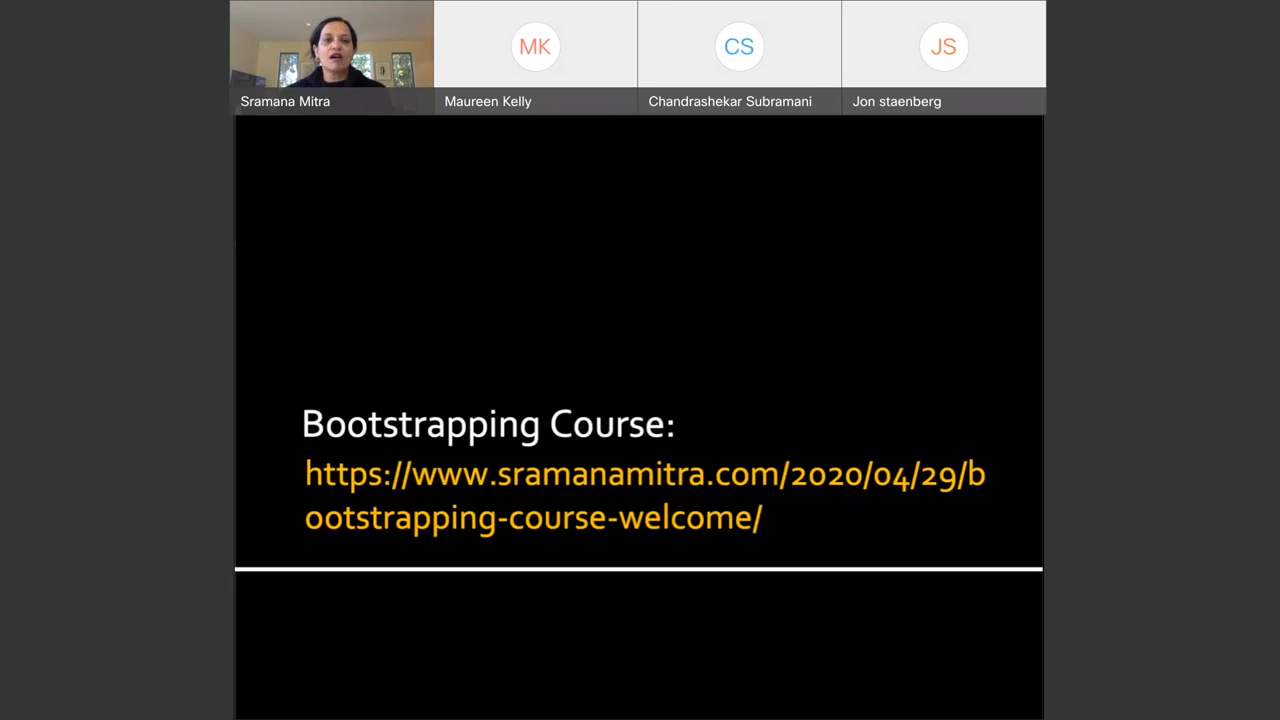 MK
CS
JS
Sramana Mitra
Maureen Kelly
Chandrashekar Subramani
Jon staenberg
Bootstrapping Course:
https://www.sramanamitra.com/2020/04/29/b
ootstrapping-course-welcome/